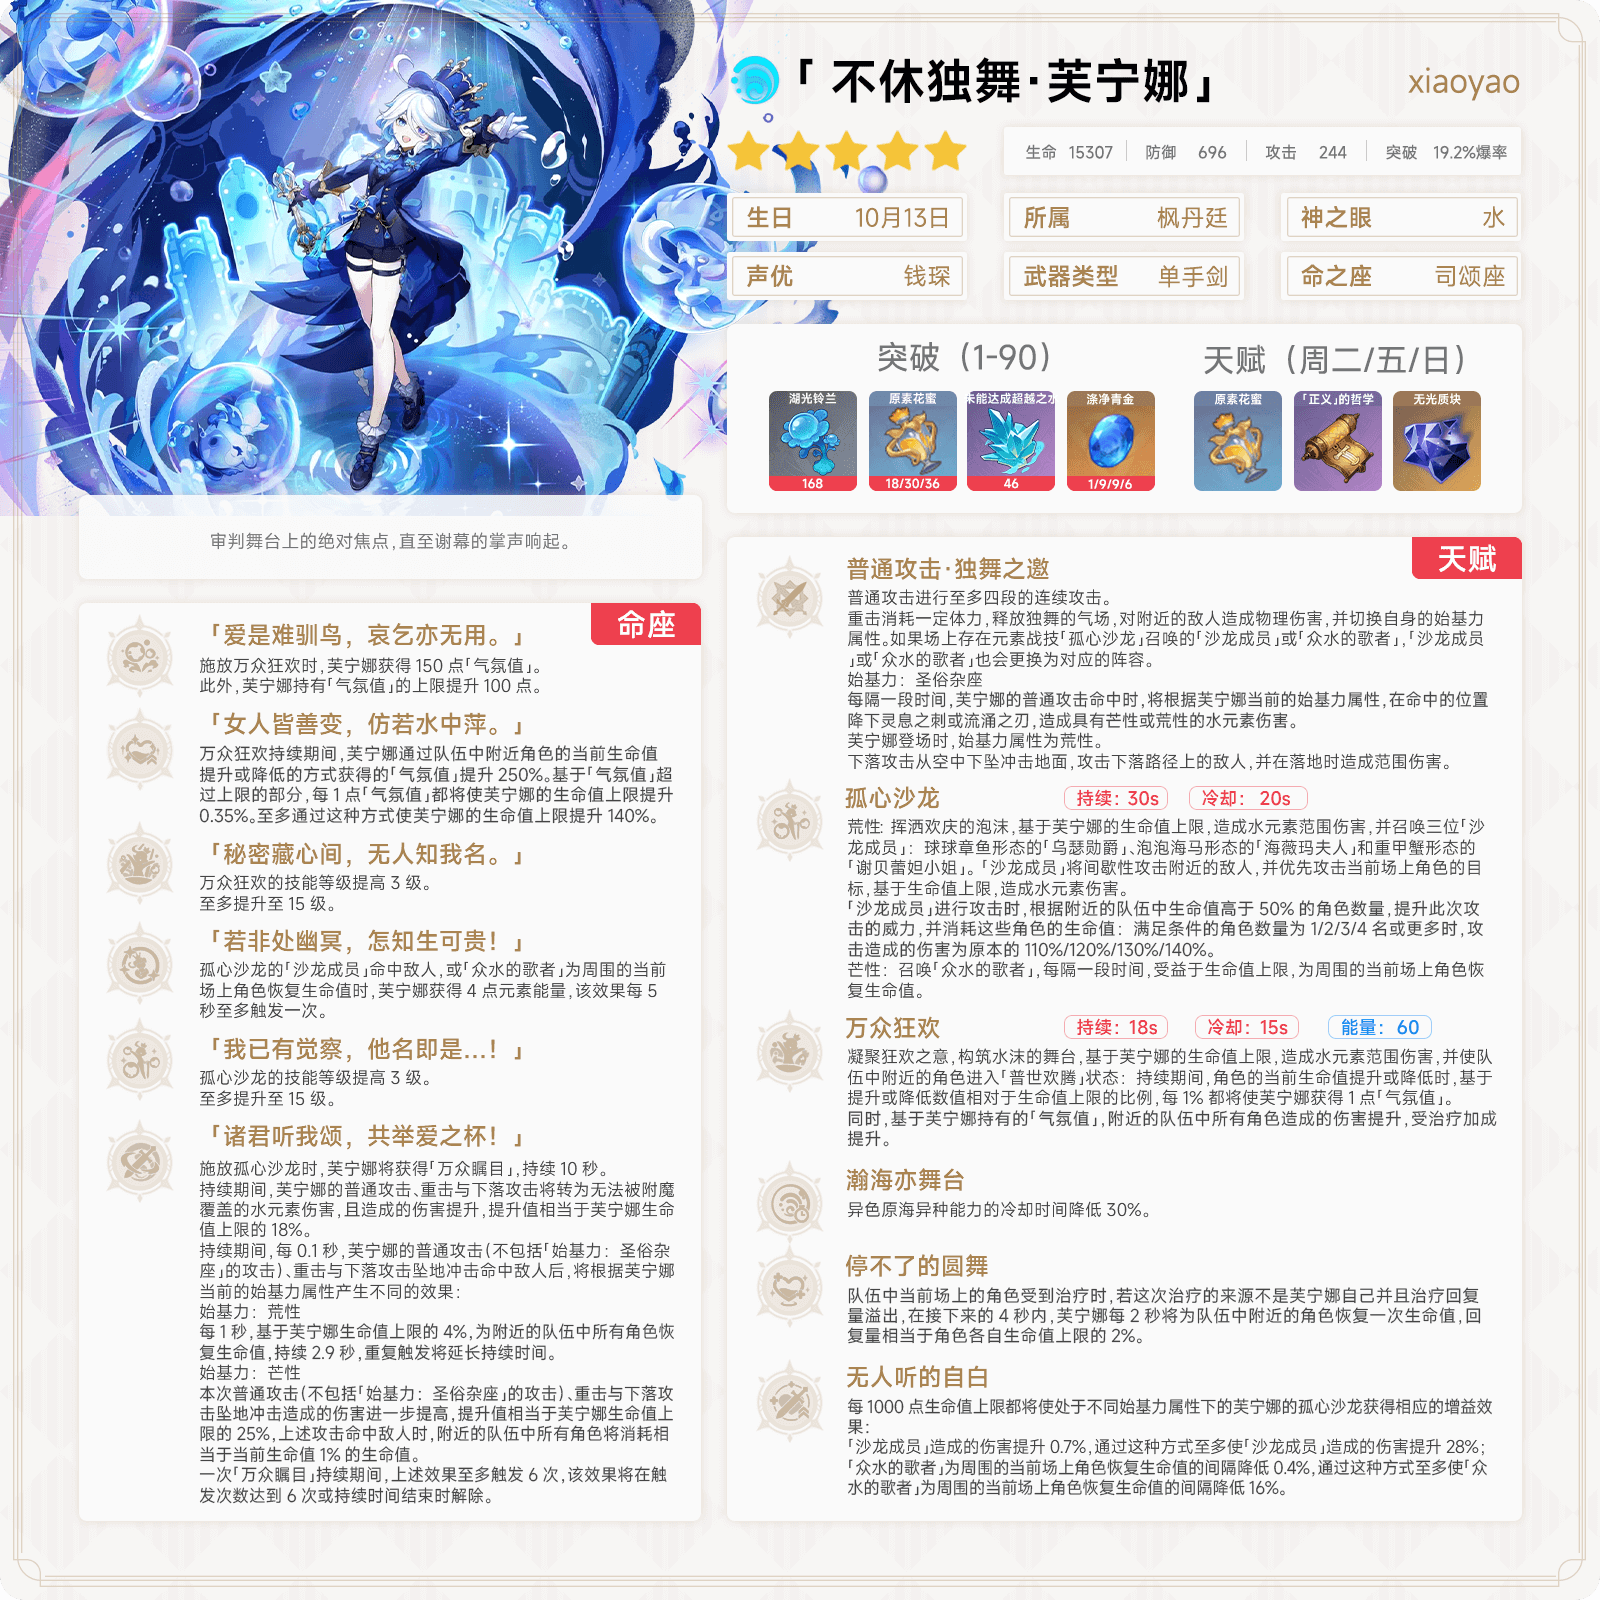 「 不休独舞·芙宁娜」
xiaoyao
生命 15307 防御 696 攻击 244 突破 19.2%爆率
生日 10月13日
所属 枫丹廷
神之眼 水
声优 钱琛
武器类型 单手剑
命之座 司颂座
突破（1-90）
湖光铃兰
168
原素花蜜
18/30/36
未能达成超越之水
46
涤净青金
1/9/9/6
天赋（周二/五/日）
原素花蜜
「正义」的哲学
无光质块
审判舞台上的绝对焦点,直至谢幕的掌声响起。
命座
「爱是难驯鸟，哀乞亦无用。」
施放万众狂欢时,芙宁娜获得 150 点「气氛值」。
此外,芙宁娜持有「气氛值」的上限提升 100 点。
「女人皆善变，仿若水中萍。」
万众狂欢持续期间,芙宁娜通过队伍中附近角色的当前生命值
提升或降低的方式获得的「气氛值」提升 250%。基于「气氛值」超
过上限的部分,每 1 点「气氛值」都将使芙宁娜的生命值上限提升
0.35%。至多通过这种方式使芙宁娜的生命值上限提升 140%。
「秘密藏心间，无人知我名。」
万众狂欢的技能等级提高 3 级。
至多提升至 15 级。
「若非处幽冥，怎知生可贵！」
孤心沙龙的「沙龙成员」命中敌人,或「众水的歌者」为周围的当前
场上角色恢复生命值时,芙宁娜获得 4 点元素能量,该效果每 5
秒至多触发一次。
「我已有觉察，他名即是…！」
孤心沙龙的技能等级提高 3 级。
至多提升至 15 级。
「诸君听我颂，共举爱之杯！」
施放孤心沙龙时,芙宁娜将获得「万众瞩目」,持续 10 秒。
持续期间,芙宁娜的普通攻击、重击与下落攻击将转为无法被附魔
覆盖的水元素伤害,且造成的伤害提升,提升值相当于芙宁娜生命
值上限的 18%。
持续期间,每 0.1 秒,芙宁娜的普通攻击(不包括「始基力：圣俗杂
座」的攻击)、重击与下落攻击坠地冲击命中敌人后,将根据芙宁娜
当前的始基力属性产生不同的效果:
始基力：荒性
每 1 秒,基于芙宁娜生命值上限的 4%,为附近的队伍中所有角色恢
复生命值,持续 2.9 秒,重复触发将延长持续时间。
始基力：芒性
本次普通攻击(不包括「始基力：圣俗杂座」的攻击)、重击与下落攻
击坠地冲击造成的伤害进一步提高,提升值相当于芙宁娜生命值上
限的 25%,上述攻击命中敌人时,附近的队伍中所有角色将消耗相
当于当前生命值 1% 的生命值。
一次「万众瞩目」持续期间,上述效果至多触发 6 次,该效果将在触
发次数达到 6 次或持续时间结束时解除。
天赋
普通攻击·独舞之邀
普通攻击进行至多四段的连续攻击。
重击消耗一定体力,释放独舞的气场,对附近的敌人造成物理伤害,并切换自身的始基力
属性。如果场上存在元素战技「孤心沙龙」召唤的「沙龙成员」或「众水的歌者」,「沙龙成员
」或「众水的歌者」也会更换为对应的阵容。
始基力：圣俗杂座
每隔一段时间,芙宁娜的普通攻击命中时,将根据芙宁娜当前的始基力属性,在命中的位置
降下灵息之刺或流涌之刃,造成具有芒性或荒性的水元素伤害。
芙宁娜登场时,始基力属性为荒性。
下落攻击从空中下坠冲击地面,攻击下落路径上的敌人,并在落地时造成范围伤害。
孤心沙龙 持续: 30s 冷却: 20s
荒性: 挥洒欢庆的泡沫,基于芙宁娜的生命值上限,造成水元素范围伤害,并召唤三位「沙
龙成员」：球球章鱼形态的「乌瑟勋爵」、泡泡海马形态的「海薇玛夫人」和重甲蟹形态的
「谢贝蕾妲小姐」。「沙龙成员」将间歇性攻击附近的敌人,并优先攻击当前场上角色的目
标,基于生命值上限,造成水元素伤害。
「沙龙成员」进行攻击时,根据附近的队伍中生命值高于 50% 的角色数量,提升此次攻
击的威力,并消耗这些角色的生命值：满足条件的角色数量为 1/2/3/4 名或更多时,攻
击造成的伤害为原本的 110%/120%/130%/140%。
芒性：召唤「众水的歌者」,每隔一段时间,受益于生命值上限,为周围的当前场上角色恢
复生命值。
万众狂欢 持续: 18s 冷却: 15s 能量: 60
凝聚狂欢之意,构筑水沫的舞台,基于芙宁娜的生命值上限,造成水元素范围伤害,并使队
伍中附近的角色进入「普世欢腾」状态：持续期间,角色的当前生命值提升或降低时,基于
提升或降低数值相对于生命值上限的比例,每 1% 都将使芙宁娜获得 1 点「气氛值」。
同时,基于芙宁娜持有的「气氛值」,附近的队伍中所有角色造成的伤害提升,受治疗加成
提升。
瀚海亦舞台
异色原海异种能力的冷却时间降低 30%。
停不了的圆舞
队伍中当前场上的角色受到治疗时,若这次治疗的来源不是芙宁娜自己并且治疗回复
量溢出,在接下来的 4 秒内,芙宁娜每 2 秒将为队伍中附近的角色恢复一次生命值,回
复量相当于角色各自生命值上限的 2%。
无人听的自白
每 1000 点生命值上限都将使处于不同始基力属性下的芙宁娜的孤心沙龙获得相应的增益效
果：
「沙龙成员」造成的伤害提升 0.7%,通过这种方式至多使「沙龙成员」造成的伤害提升 28%;
「众水的歌者」为周围的当前场上角色恢复生命值的间隔降低 0.4%,通过这种方式至多使「众
水的歌者」为周围的当前场上角色恢复生命值的间隔降低 16%。